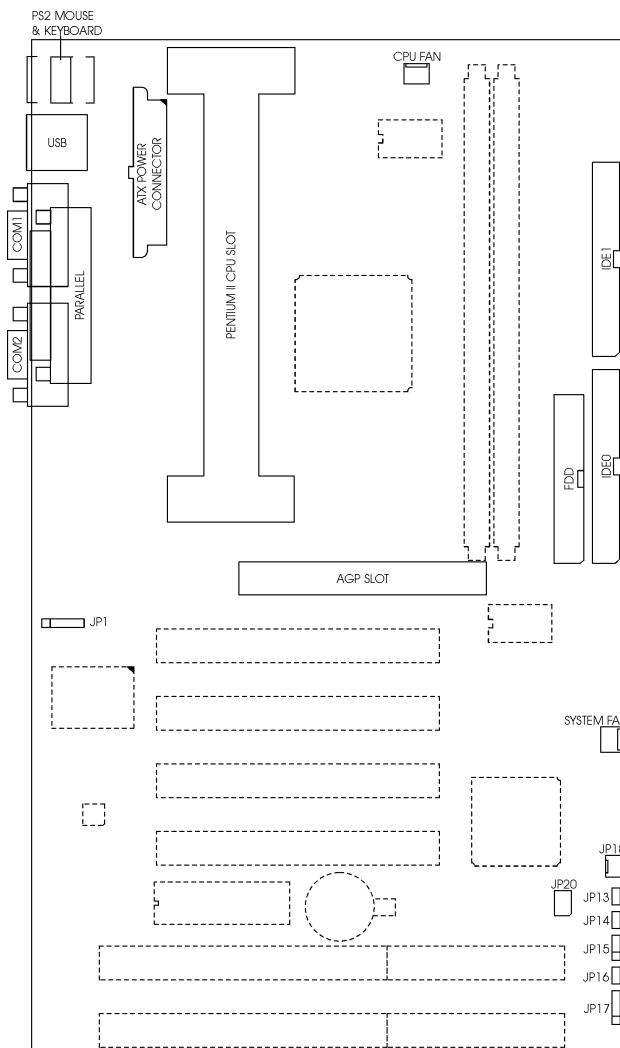 PS2 MOUSE
& KEYBOARD
CPU FAN
USB
ATX POWER
CONNECTOR
PENTIUM II CPU SLOT
COM1
PARALLEL
COM2
IDE1
FDD
IDE0
AGP SLOT
JP1
SYSTEM FA
JP18
JP20
JP13
JP14
JP15
JP16
JP17